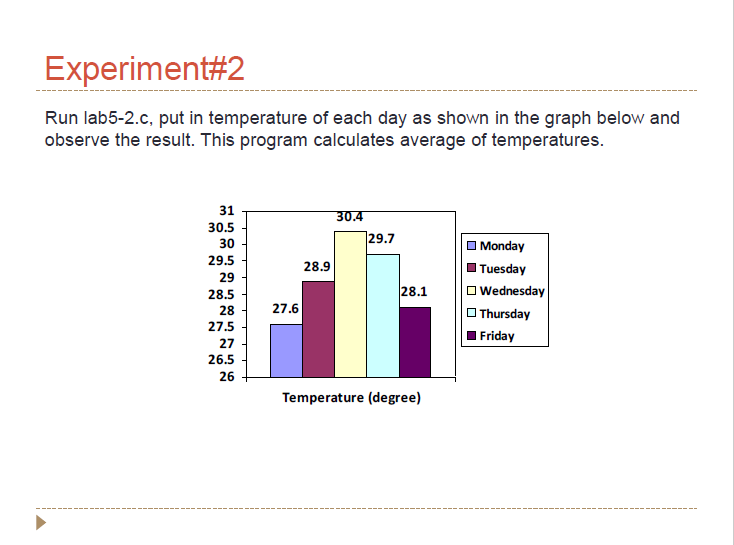 Experiment#2
Run lab5-2.c, put in temperature of each day as shown in the graph below and
observe the result. This program calculates average of temperatures.
31
30.5
30
29.5
29
28.5
28
27.5
27
26.5
26
27.6
28.9
30.4
29.7
28.1
Temperature (degree)
Monday
Tuesday
Wednesday
Thursday
Friday